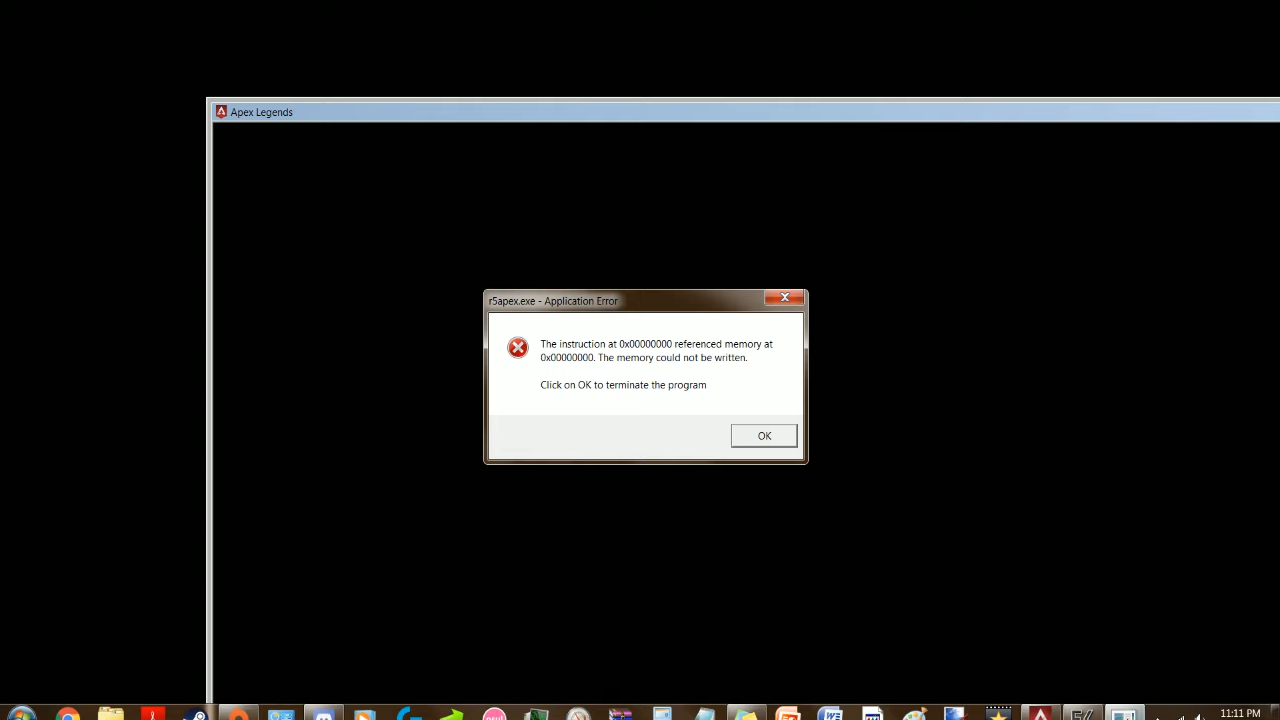 Apex Legends
r5apex.exe - Application Error
The instruction at 0x00000000 referenced memory at
0x00000000. The memory could not be written.
Click on OK to terminate the program
OK
osu!
11:11 PM